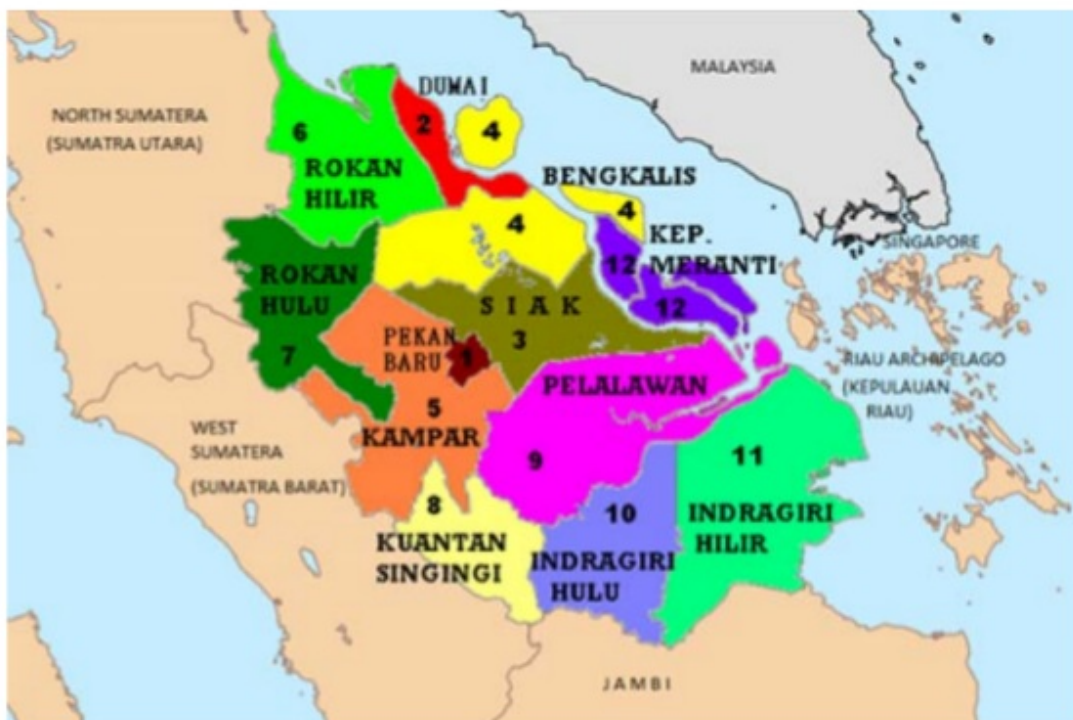 MALAYSIA
DUMAI
NORTH SUMATERA
(SUMATRA UTARA)
2
4
6
ROKAN
HILIR
BENGKALIS
4
4
KEP.
MERANTI
SINGAPORE
12
ROKAN
HULU
12
SIAK
3
PEKAN
BARU
1
7
RIAU ARCHIPELAGO
(KEPULAUAN
RIAU)
PELALAWAN
5
KAMPAR
WEST
SUMATERA
(SUMATRA BARAT)
9
11
8
10
INDRAGIRI
HILIR
KUANTAN
SINGINGI
INDRAGIRI
HULU
JAMBI